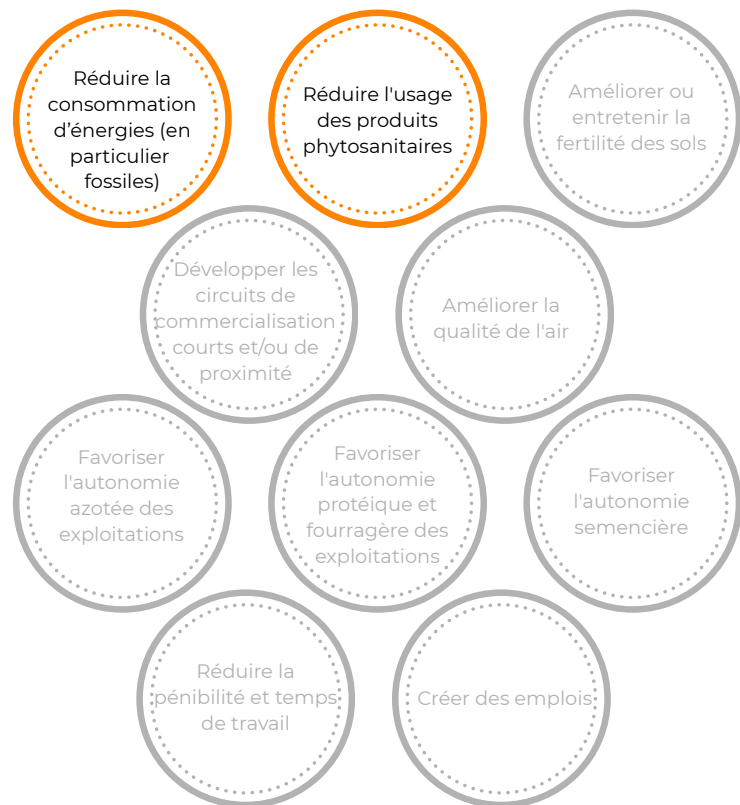 Réduire la
consommation
d’énergies (en
particulier
fossiles)
Réduire l'usage
des produits
phytosanitaires
Améliorer ou
entretenir la
fertilité des sols
Développer les
circuits de
commercialisation
courts et/ou de
proximité
Améliorer la
qualité de l'air
Favoriser
l'autonomie
azotée des
exploitations
Favoriser
l'autonomie
protéique et
fourragère des
exploitations
Favoriser
l'autonomie
semencière
Réduire la
pénibilité et temps
de travail
Créer des emplois